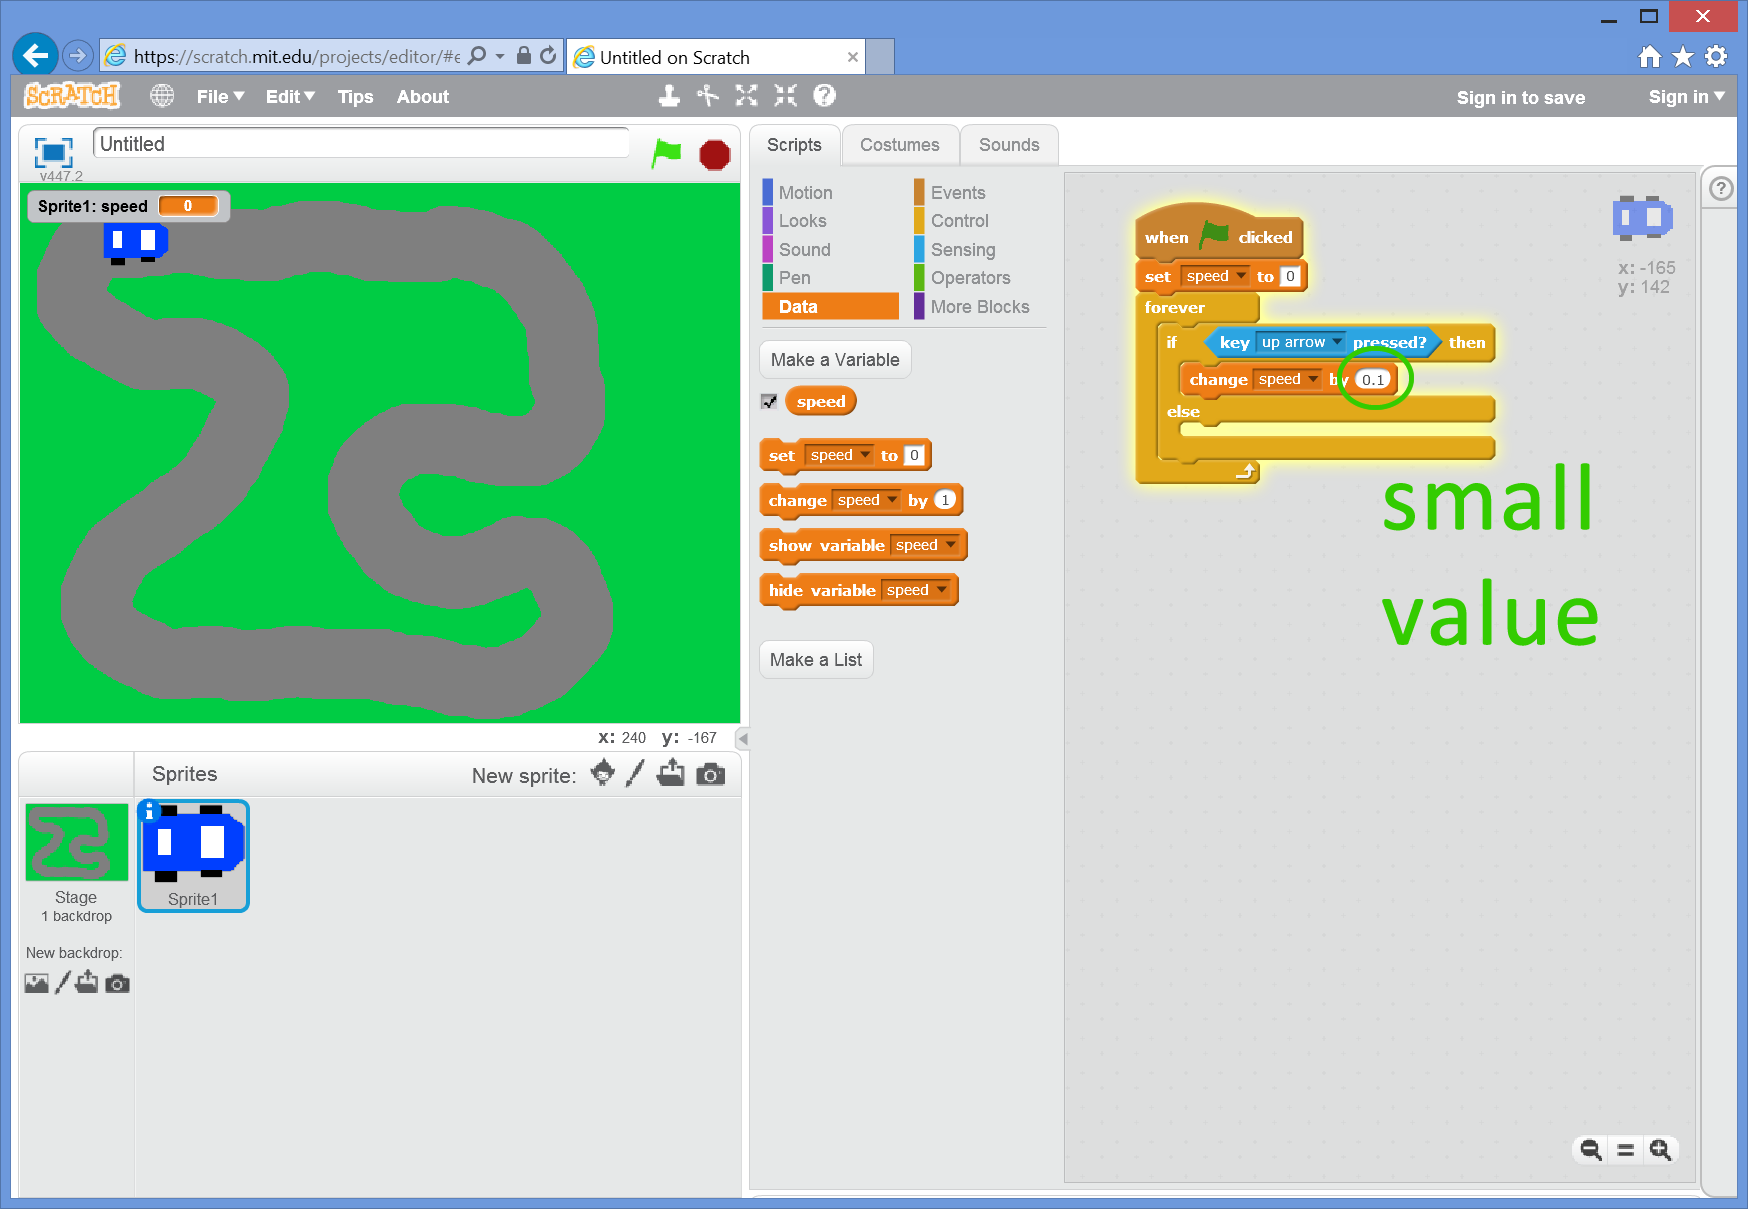 https://scratch.mit.edu/projects/editor/#e
Untitled on Scratch
SCRATCH File Edit Tips About Sign in to save Sign in
Untitled
v447.2
Sprite1: speed 0
x: 240 y: -167
Sprites New sprite:
Sprite1
Stage
1 backdrop
New backdrop:
Scripts Costumes Sounds
Motion Events
Looks Control
Sound Sensing
Pen Operators
Data More Blocks
Make a Variable
speed
set speed to 0
change speed by 1
show variable speed
hide variable speed
Make a List
when clicked
set speed to 0
forever
if key up arrow pressed? then
change speed by 0.1
else
small
value
x: -165
y: 142